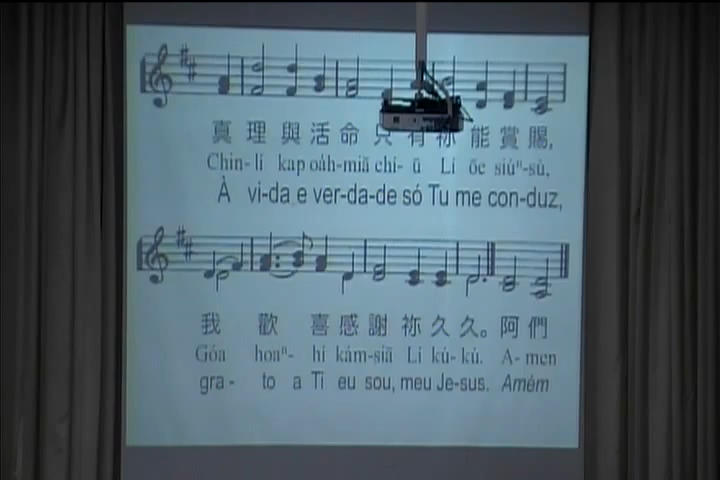 真理與活命只有祢能賞賜,
Chin-lí kap oa̍h-miā chí- ū Lí ōe siúⁿ-sù,
À vi-da e ver-da-de só Tu me con-duz,
我歡喜感謝祢久久。阿們
Góa hoaⁿ- hí kám-siā Lí kú- kú. A- men
gra - to a Ti eu sou, meu Je-sus. Amém